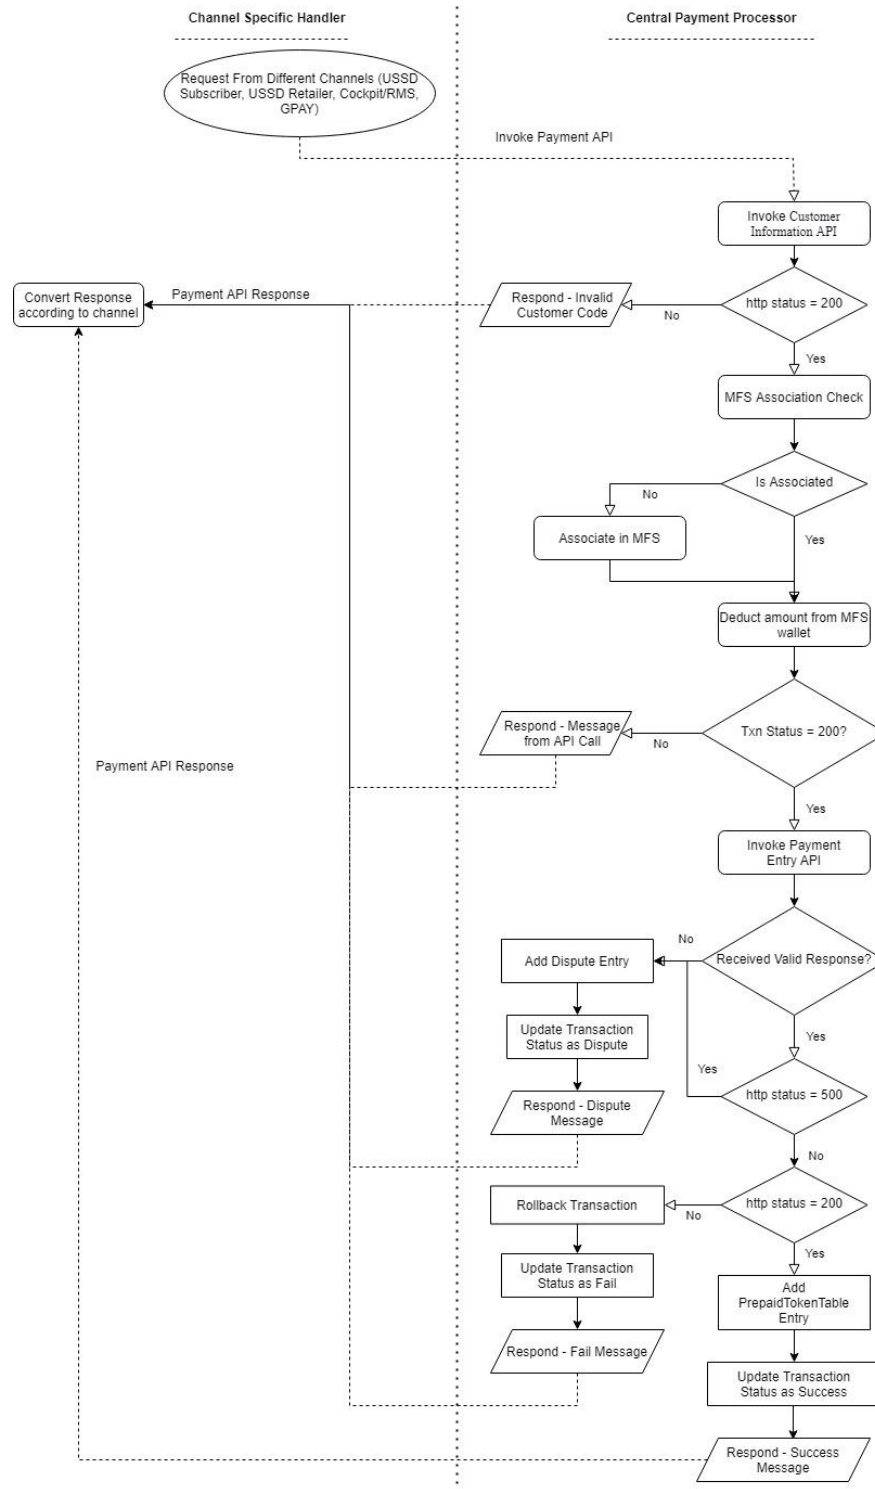 Channel Specific Handler
Central Payment Processor
Request From Different Channels (USSD
Subscriber, USSD Retailer, Cockpit/RMS,
GPAY)
Invoke Payment API
Invoke Customer
Information API
Convert Response
according to channel
Payment API Response
Respond - Invalid
Customer Code
No
http status = 200
Yes
MFS Association Check
Is Associated
No
Associate in MFS
Yes
Deduct amount from MFS
wallet
Respond - Message
from API Call
No
Txn Status = 200?
Payment API Response
Yes
Invoke Payment
Entry API
No
Add Dispute Entry
Received Valid Response?
Update Transaction
Status as Dispute
Yes
Yes
http status = 500
Respond - Dispute
Message
No
Rollback Transaction
No
http status = 200
Yes
Update Transaction
Status as Fail
Add
PrepaidTokenTable
Entry
Respond - Fail Message
Update Transaction
Status as Success
Respond - Success
Message